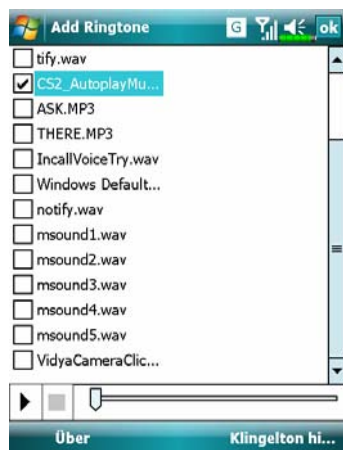 Add Ringtone G ok
tify.wav
CS2_AutoplayMu...
ASK.MP3
THERE.MP3
IncallVoiceTry.wav
Windows Default...
notify.wav
msound1.wav
msound2.wav
msound3.wav
msound4.wav
msound5.wav
VidyaCameraClic...
Über Klingelton hi...